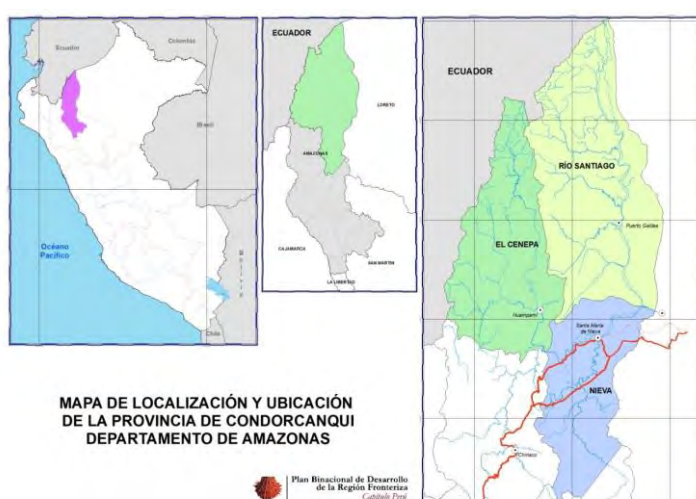 Ecuador
Colombia
Brasil
Océano
Pacífico
Chile
ECUADOR
LORETO
AMAZONAS
CAJAMARCA
SAN MARTIN
LA LIBERTAD
ECUADOR
RÍO SANTIAGO
Puerto Galilea
EL CENEPA
Huampami
Santa María
de Nieva
NIEVA
Chiriaco
MAPA DE LOCALIZACIÓN Y UBICACIÓN
DE LA PROVINCIA DE CONDORCANQUI
DEPARTAMENTO DE AMAZONAS
Plan Binacional de Desarrollo
de la Región Fronteriza
Capítulo Perú